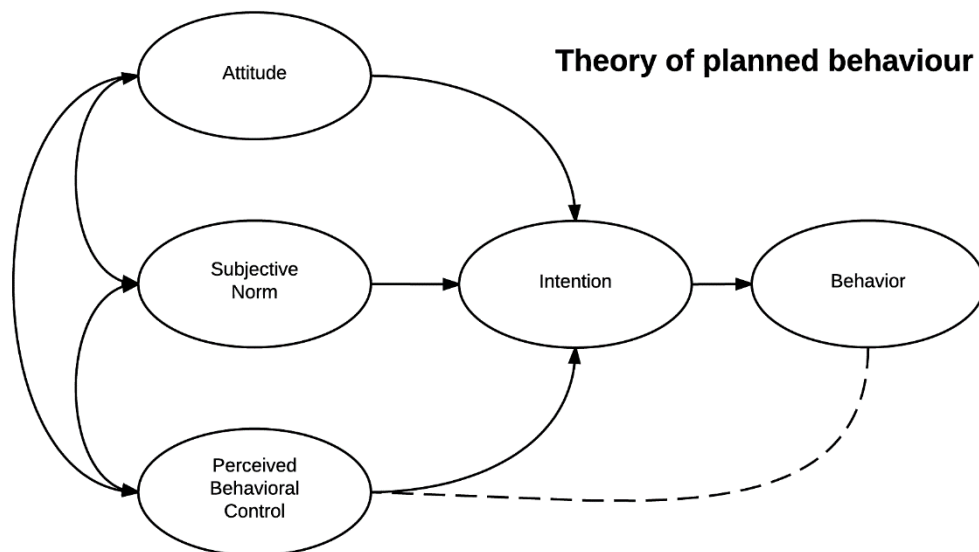 Theory of planned behaviour
Attitude
Subjective
Norm
Intention
Behavior
Perceived
Behavioral
Control